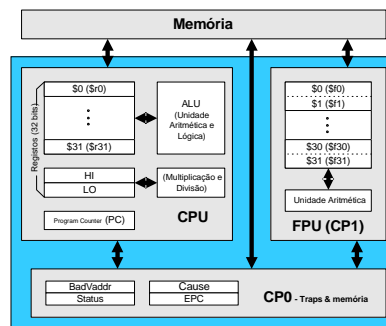 Memória
Registos (32 bits)
$0 ($r0)
$31 ($r31)
HI
LO
Program Counter (PC)
ALU
(Unidade
Aritmética e
Lógica)
(Multiplicação e
Divisão)
CPU
$0 ($f0)
$1 ($f1)
$30 ($f30)
$31 ($f31)
Unidade Aritmética
FPU (CP1)
BadVaddr
Status
Cause
EPC
CP0 - Traps & memória